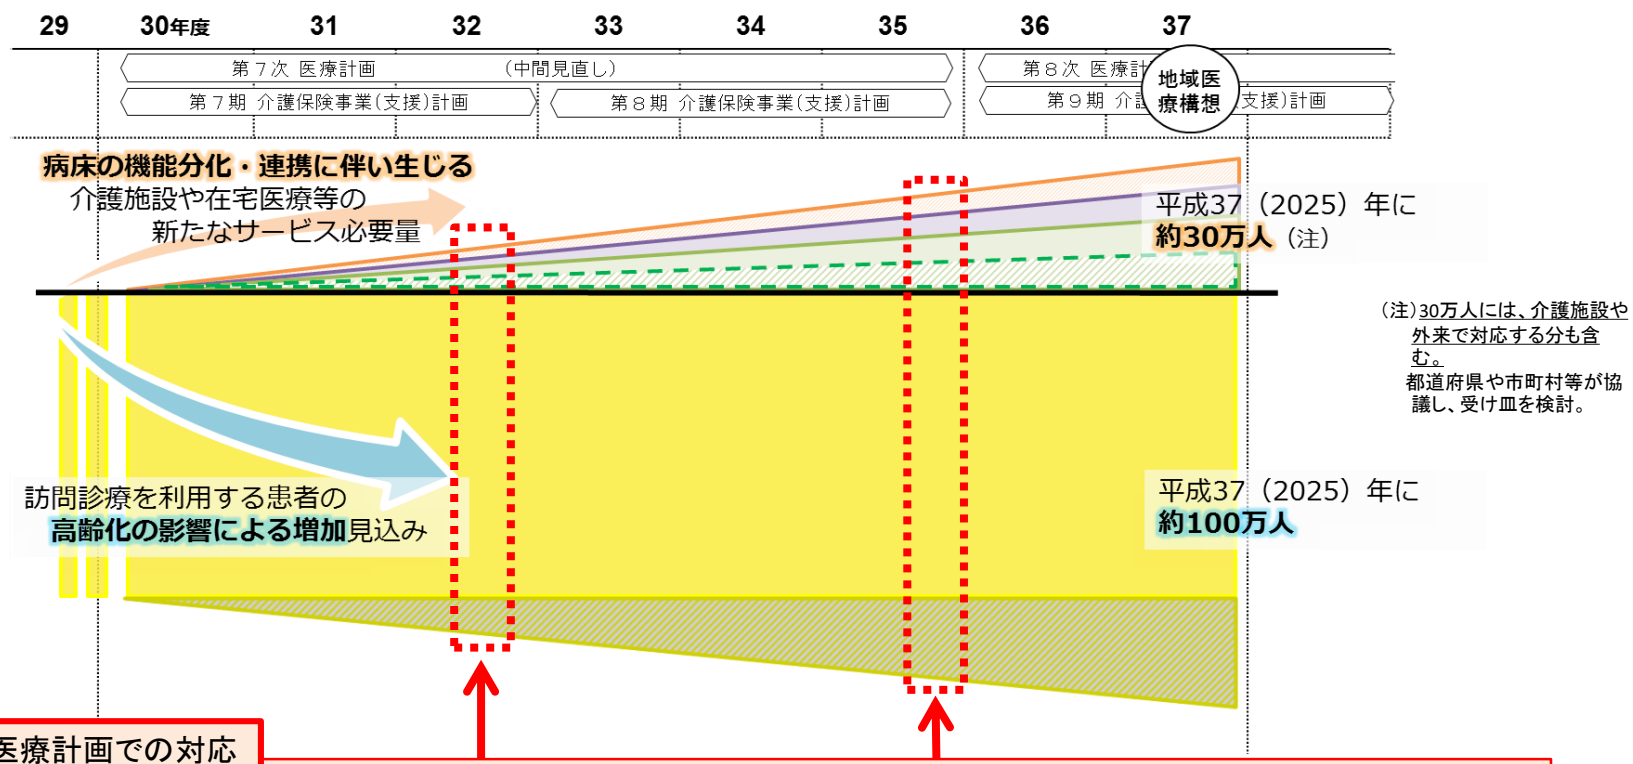 29 30年度 31 32 33 34 35 36 37
第7次 医療計画 (中間見直し) 第8次 医療計
第7期 介護保険事業(支援)計画 第8期 介護保険事業(支援)計画 第9期 介 支援)計画
地域医
療構想
病床の機能分化・連携に伴い生じる
介護施設や在宅医療等の
新たなサービス必要量
平成37(2025)年に
約30万人(注)
(注)30万人には、介護施設や
外来で対応する分も含
む。
都道府県や市町村等が協
議し、受け皿を検討。
訪問診療を利用する患者の
高齢化の影響による増加見込み
平成37(2025)年に
約100万人
医療計画での対応